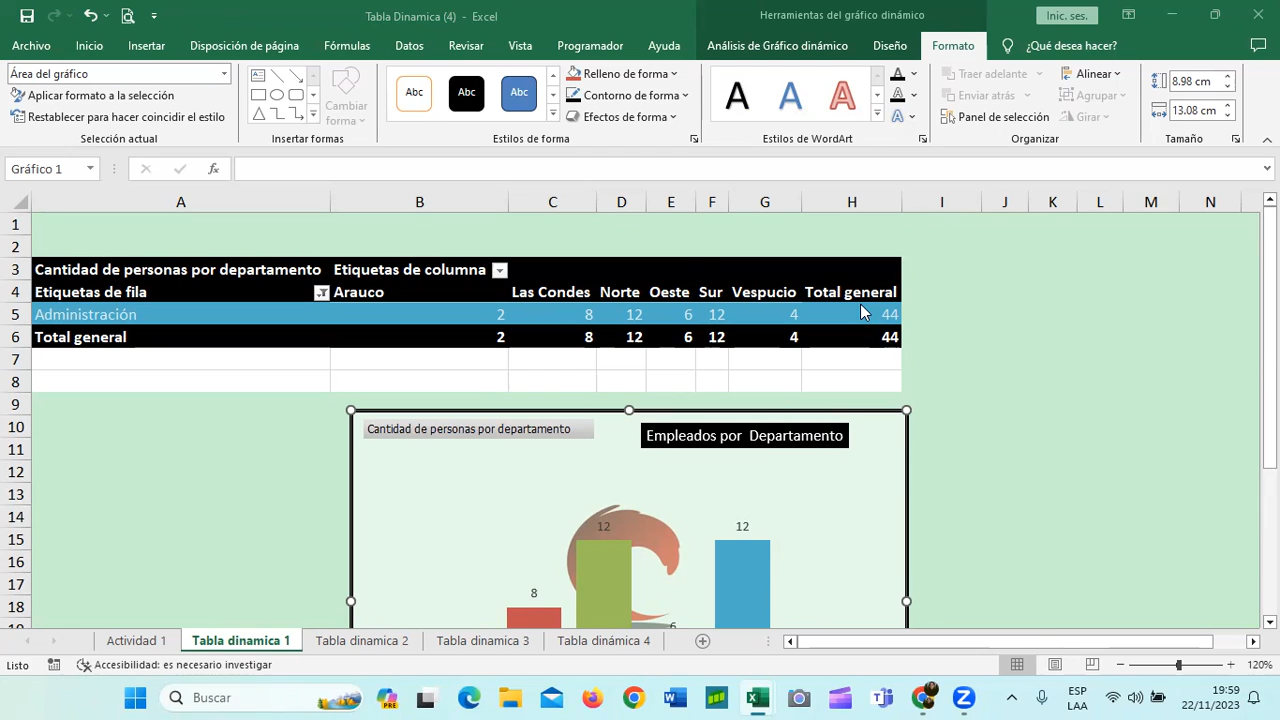 Tabla Dinamica (4) - Excel
Herramientas del gráfico dinámico
Inic. ses.
Archivo Inicio Insertar Disposición de página Fórmulas Datos Revisar Vista Programador Ayuda Análisis de Gráfico dinámico Diseño Formato ¿Qué desea hacer?
Área del gráfico
Aplicar formato a la selección
Restablecer para hacer coincidir el estilo
Selección actual
Cambiar
forma
Insertar formas
Abc Abc Abc
Relleno de forma
Contorno de forma
Efectos de forma
Estilos de forma
A A A
A
A
A
Estilos de WordArt
Traer adelante
Enviar atrás
Panel de selección
Alinear
Agrupar
Girar
Organizar
8.98 cm
13.08 cm
Tamaño
Gráfico 1
fx
A B C D E F G H I J K L M N
1
2
3 Cantidad de personas por departamento Etiquetas de columna
4 Etiquetas de fila Arauco Las Condes Norte Oeste Sur Vespucio Total general
5 Administración 2 8 12 6 12 4 44
6 Total general 2 8 12 6 12 4 44
7
8
9
10
11
12
13
14
15
16
17
18
19
Cantidad de personas por departamento
Empleados por Departamento
12
12
8
6
Actividad 1 Tabla dinamica 1 Tabla dinamica 2 Tabla dinamica 3 Tabla dinámica 4
Listo Accesibilidad: es necesario investigar 120%
Buscar
PRE
ESP
LAA
19:59
22/11/2023